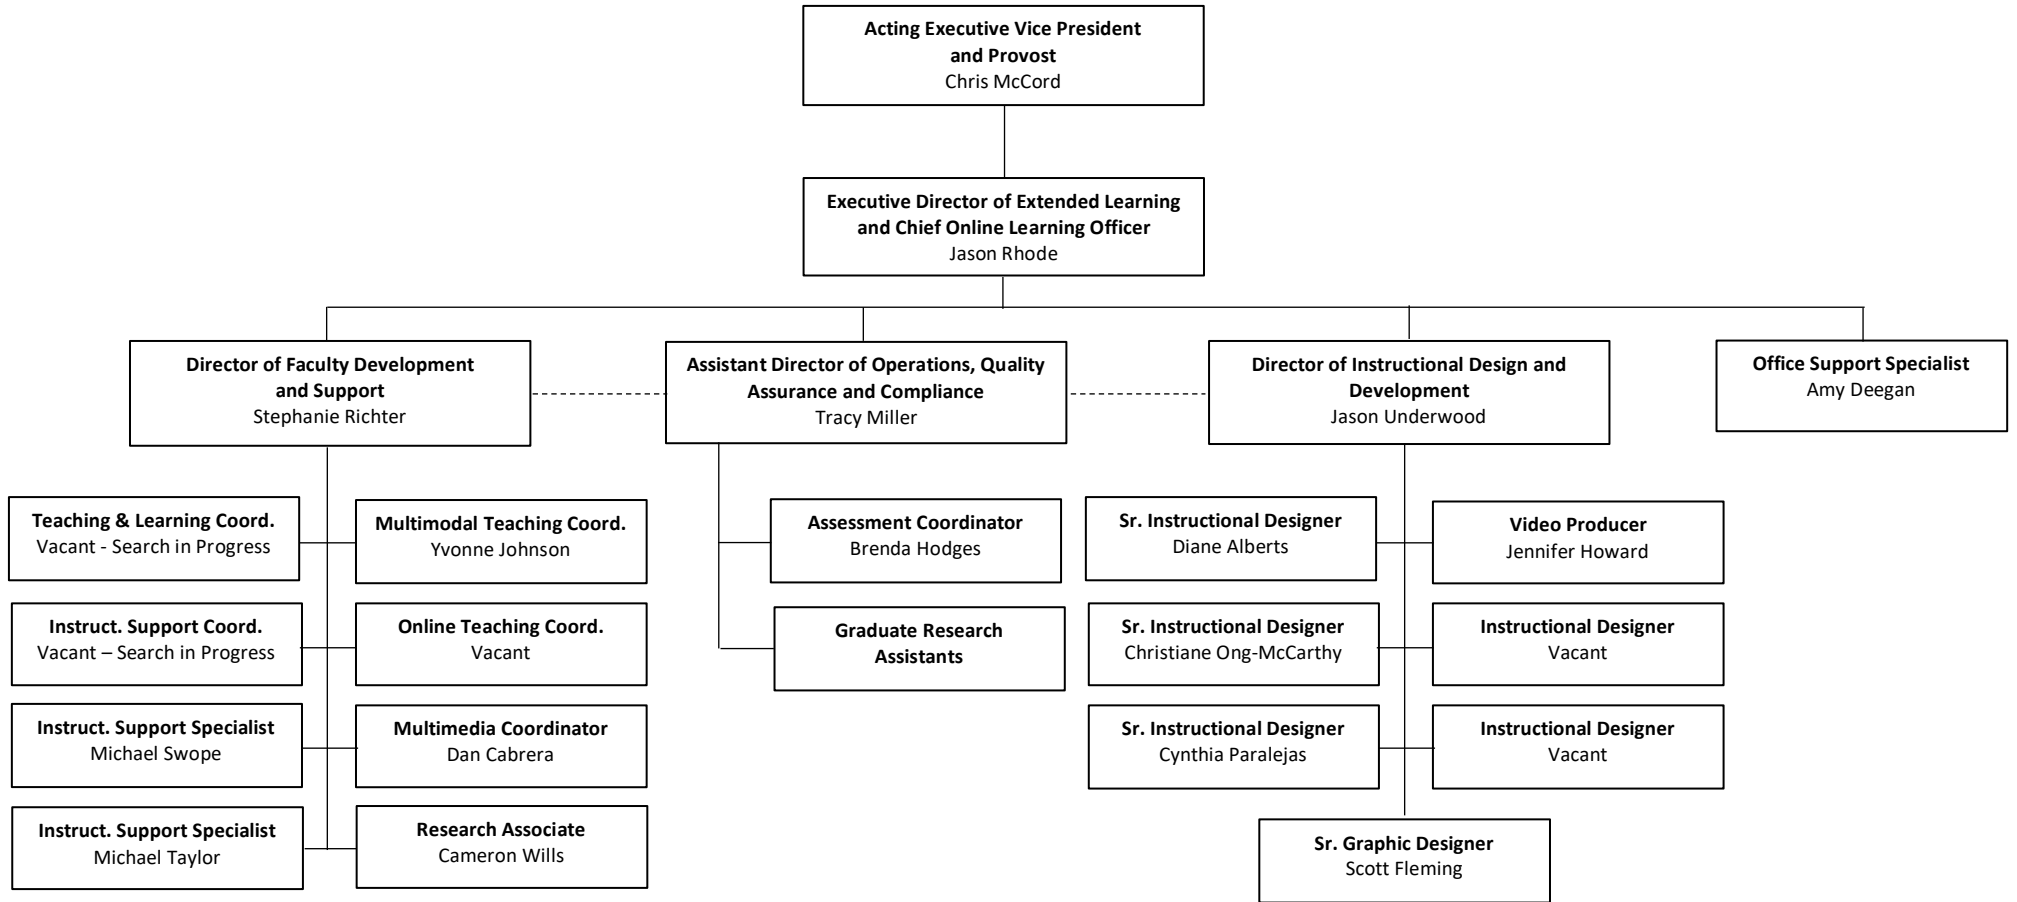 Acting Executive Vice President
and Provost
Chris McCord
Executive Director of Extended Learning
and Chief Online Learning Officer
Jason Rhode
Director of Faculty Development
and Support
Stephanie Richter
Assistant Director of Operations, Quality
Assurance and Compliance
Tracy Miller
Director of Instructional Design and
Development
Jason Underwood
Office Support Specialist
Amy Deegan
Teaching & Learning Coord.
Vacant - Search in Progress
Multimodal Teaching Coord.
Yvonne Johnson
Instruct. Support Coord.
Vacant – Search in Progress
Online Teaching Coord.
Vacant
Instruct. Support Specialist
Michael Swope
Multimedia Coordinator
Dan Cabrera
Instruct. Support Specialist
Michael Taylor
Research Associate
Cameron Wills
Assessment Coordinator
Brenda Hodges
Graduate Research
Assistants
Sr. Instructional Designer
Diane Alberts
Video Producer
Jennifer Howard
Sr. Instructional Designer
Christiane Ong-McCarthy
Instructional Designer
Vacant
Sr. Instructional Designer
Cynthia Paralejas
Instructional Designer
Vacant
Sr. Graphic Designer
Scott Fleming